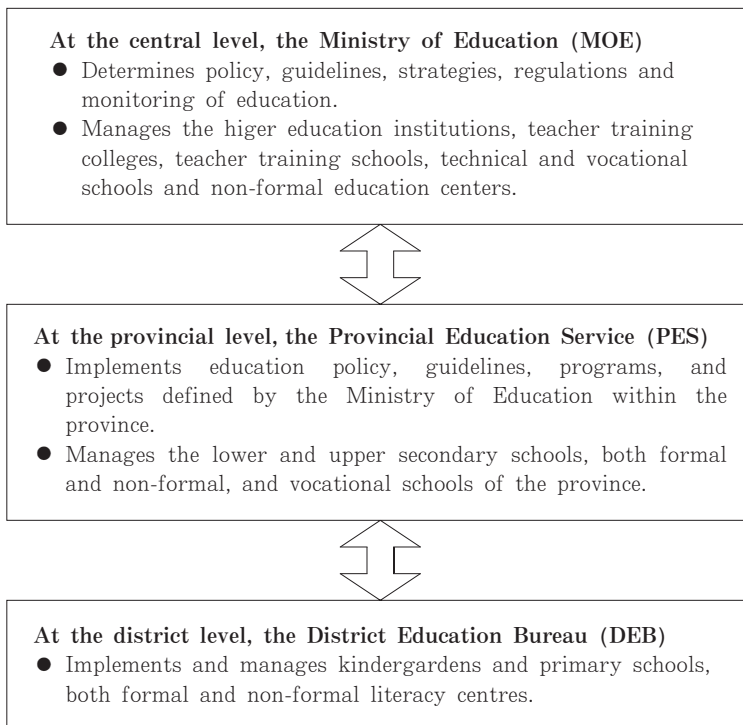 At the central level, the Ministry of Education (MOE)
● Determines policy, guidelines, strategies, regulations and
monitoring of education.
● Manages the higer education institutions, teacher training
colleges, teacher training schools, technical and vocational
schools and non-formal education centers.
At the provincial level, the Provincial Education Service (PES)
● Implements education policy, guidelines, programs, and
projects defined by the Ministry of Education within the
province.
● Manages the lower and upper secondary schools, both formal
and non-formal, and vocational schools of the province.
At the district level, the District Education Bureau (DEB)
● Implements and manages kindergardens and primary schools,
both formal and non-formal literacy centres.